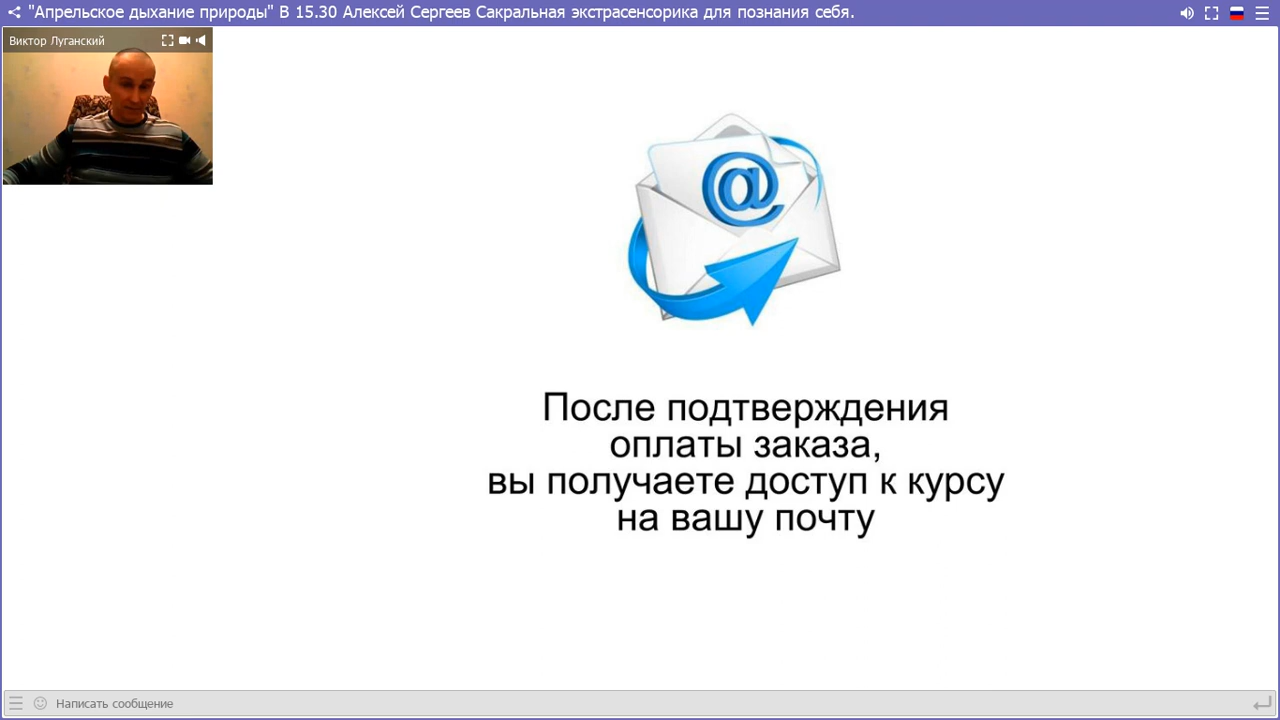 "Апрельское дыхание природы" В 15.30 Алексей Сергеев Сакральная экстрасенсорика для познания себя.
Виктор Луганский
@
После подтверждения
оплаты заказа,
вы получаете доступ к курсу
на вашу почту
Написать сообщение